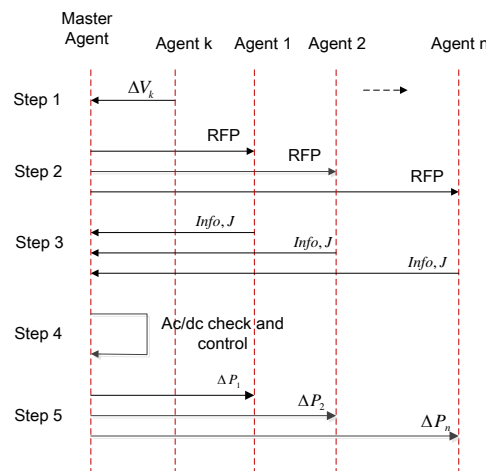 Master
Agent
Agent k
Agent 1
Agent 2
Agent n
Step 1
ΔV_k
RFP
Step 2
RFP
RFP
Info, J
Step 3
Info, J
Info, J
Step 4
Ac/dc check and
control
ΔP_1
Step 5
ΔP_2
ΔP_n